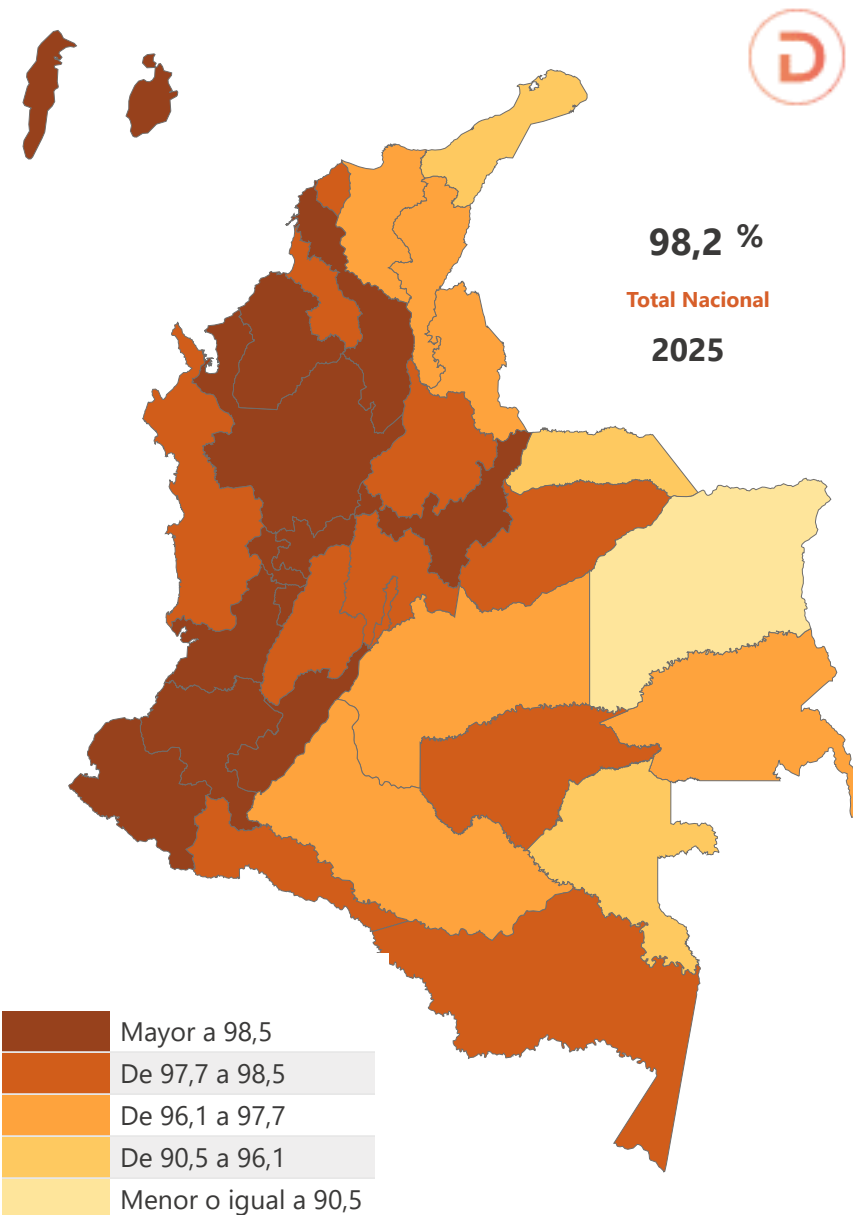 D
98,2 %
Total Nacional
2025
Mayor a 98,5
De 97,7 a 98,5
De 96,1 a 97,7
De 90,5 a 96,1
Menor o igual a 90,5